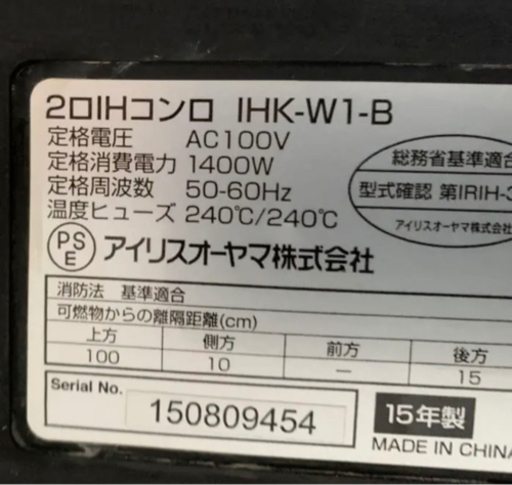 2口IHコンロ IHK-W1-B
定格電圧 AC100V
定格消費電力 1400W
定格周波数 50-60Hz
温度ヒューズ 240℃/240℃
総務省基準適合
型式確認 第IRIH-3
アイリスオーヤマ株式会社
PS
E
アイリスオーヤマ株式会社
消防法 基準適合
可燃物からの離隔距離(cm)
上方 側方 前方 後方
100 10 — 15
Serial No.
150809454
15年製
MADE IN CHINA